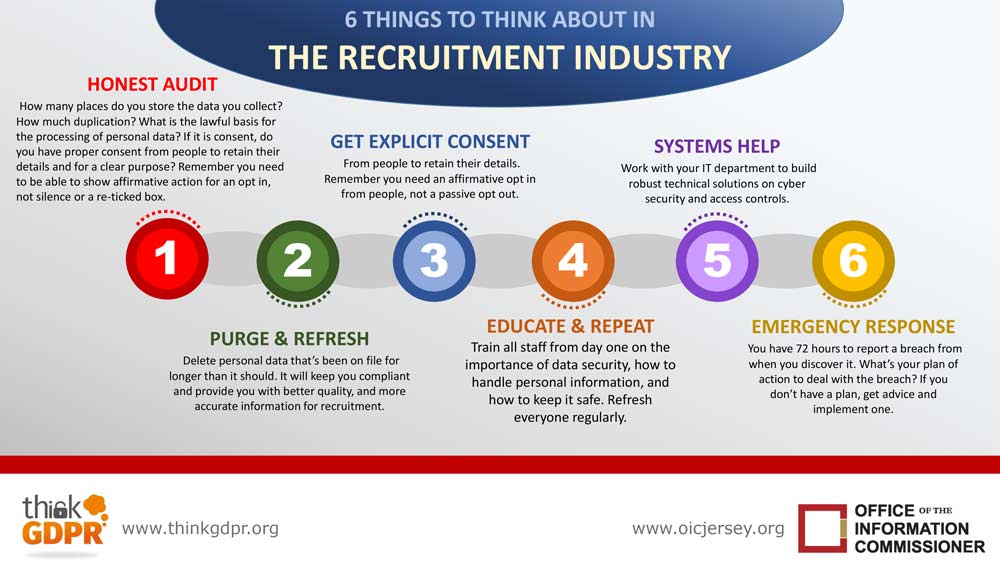 6 THINGS TO THINK ABOUT IN
THE RECRUITMENT INDUSTRY
HONEST AUDIT
How many places do you store the data you collect?
How much duplication? What is the lawful basis for
the processing of personal data? If it is consent, do
you have proper consent from people to retain their
details and for a clear purpose? Remember you need
to be able to show affirmative action for an opt in,
not silence or a re-ticked box.
GET EXPLICIT CONSENT
From people to retain their details.
Remember you need an affirmative opt in
from people, not a passive opt out.
SYSTEMS HELP
Work with your IT department to build
robust technical solutions on cyber
security and access controls.
1
2
3
4
5
6
PURGE & REFRESH
Delete personal data that's been on file for
longer than it should. It will keep you compliant
and provide you with better quality, and more
accurate information for recruitment.
EDUCATE & REPEAT
Train all staff from day one on the
importance of data security, how to
handle personal information, and
how to keep it safe. Refresh
everyone regularly.
EMERGENCY RESPONSE
You have 72 hours to report a breach from
when you discover it. What's your plan of
action to deal with the breach? If you
don't have a plan, get advice and
implement one.
think
GDPR
www.thinkgdpr.org
www.oicjersey.org
OFFICE OF THE
INFORMATION
COMMISSIONER